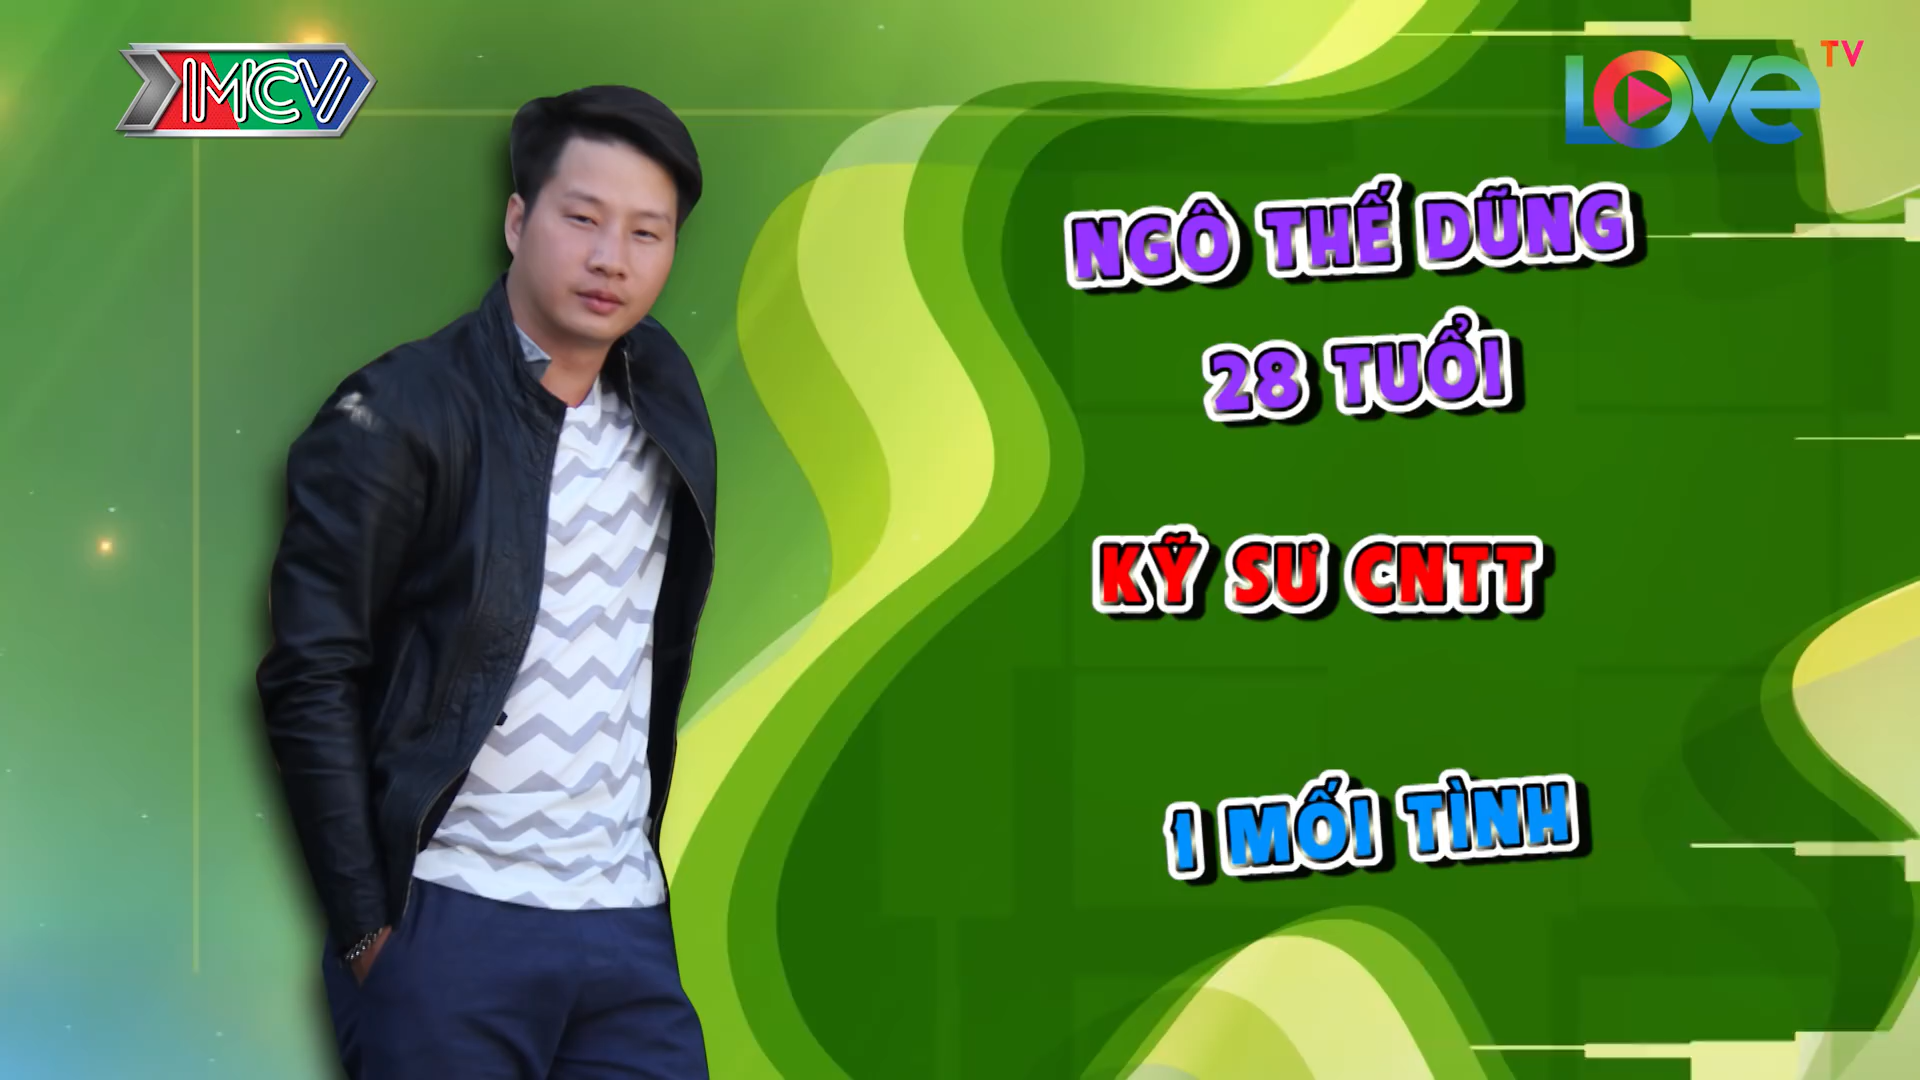 MCV
LOVE TV
NGÔ THẾ DŨNG
28 TUỔI
KỸ SƯ CNTT
1 MỐI TÌNH